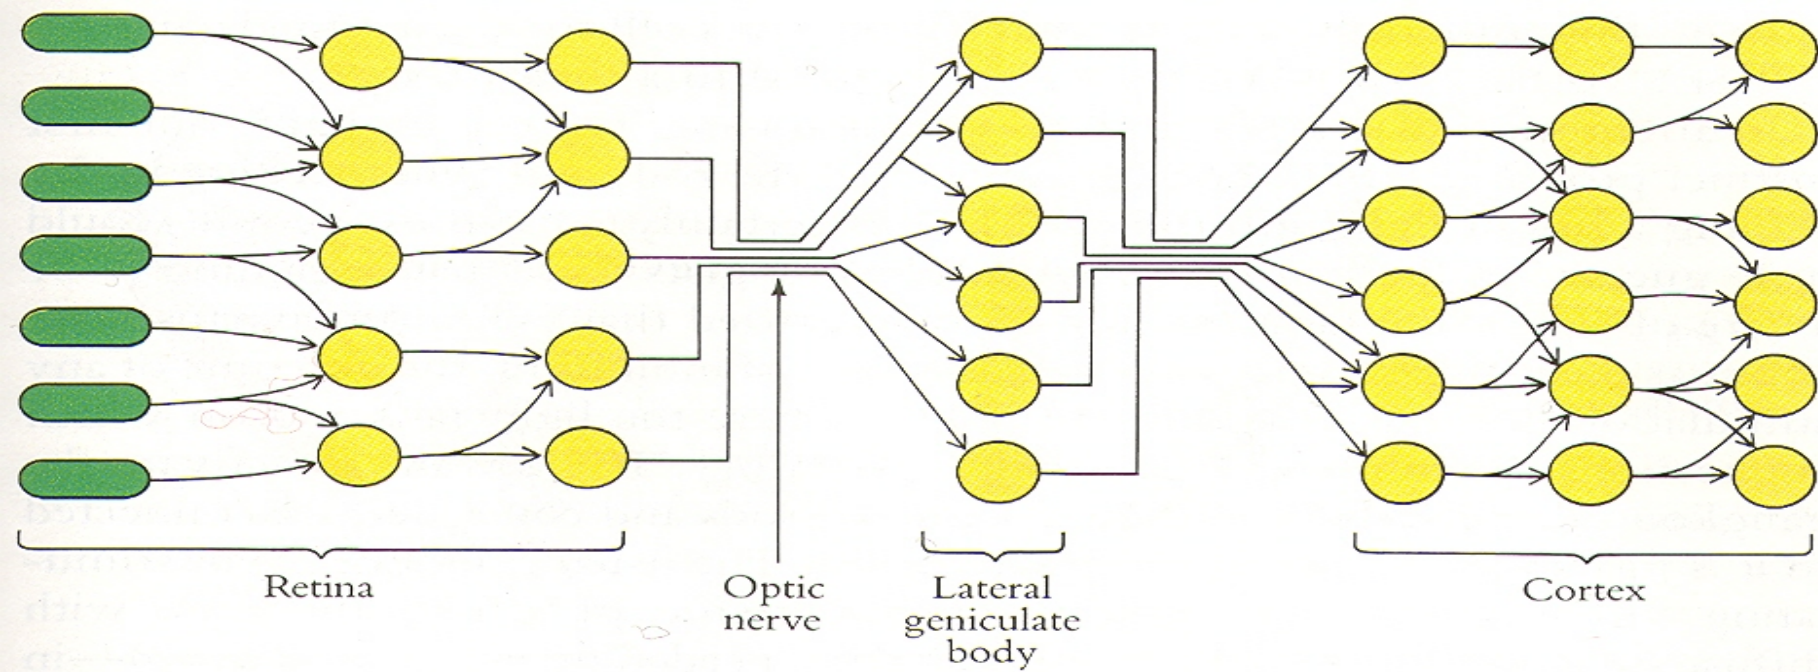 Retina
Optic
nerve
Lateral
geniculate
body
Cortex